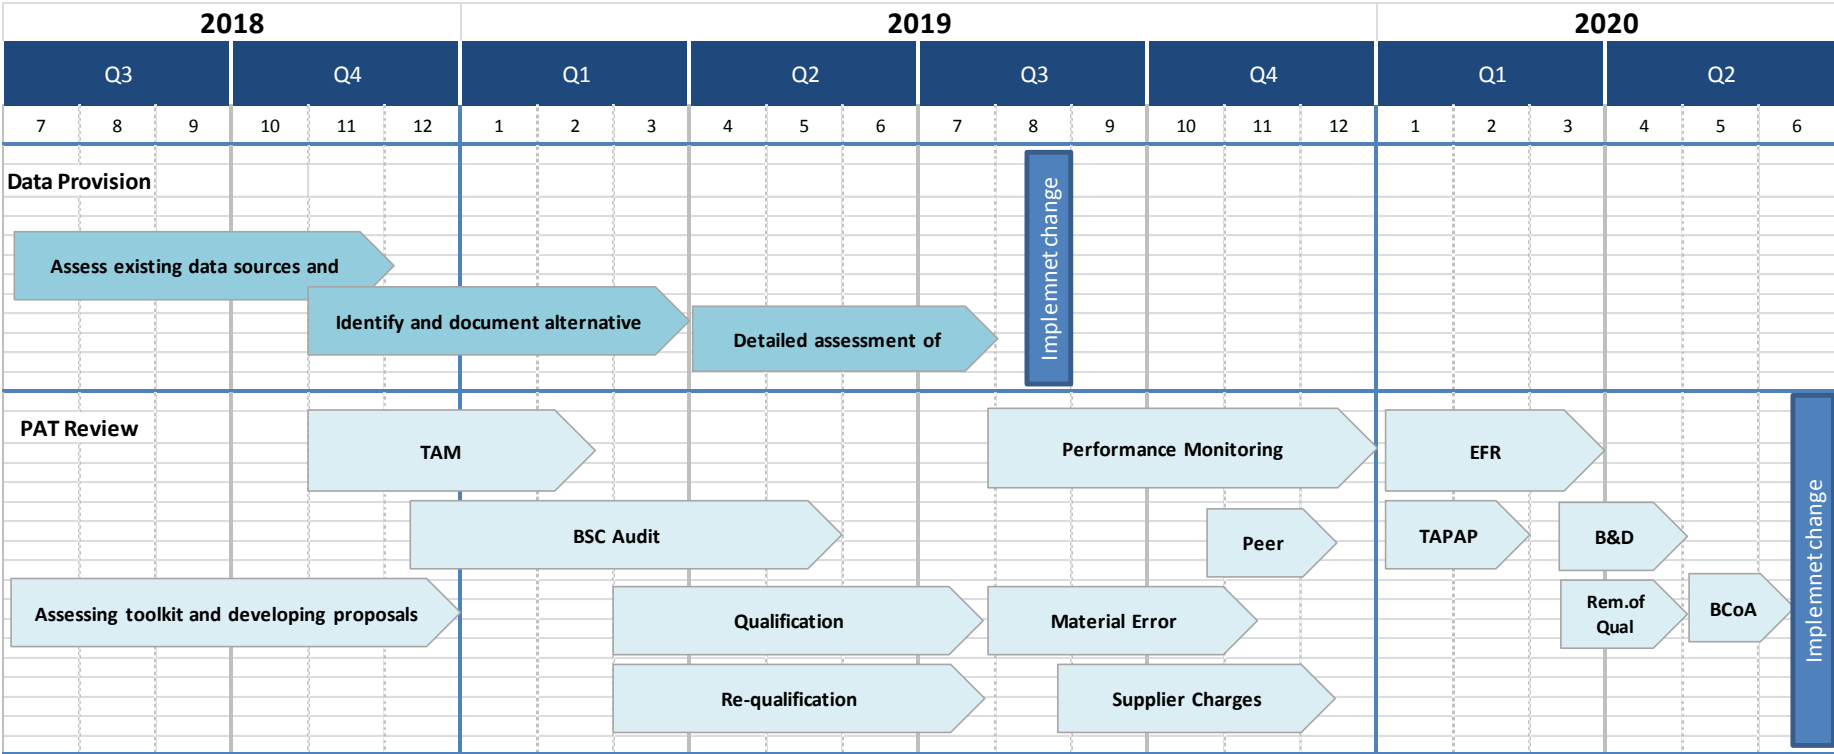 2018 2019 2020
Q3 Q4 Q1 Q2 Q3 Q4 Q1 Q2
7 8 9 10 11 12 1 2 3 4 5 6 7 8 9 10 11 12 1 2 3 4 5 6
Data Provision
Assess existing data sources and
Identify and document alternative
Detailed assessment of
Implemnet change
PAT Review
TAM
Performance Monitoring
EFR
BSC Audit
Peer
TAPAP
B&D
Assessing toolkit and developing proposals
Qualification
Material Error
Rem.of
Qual
BCoA
Re-qualification
Supplier Charges
Implemnet change